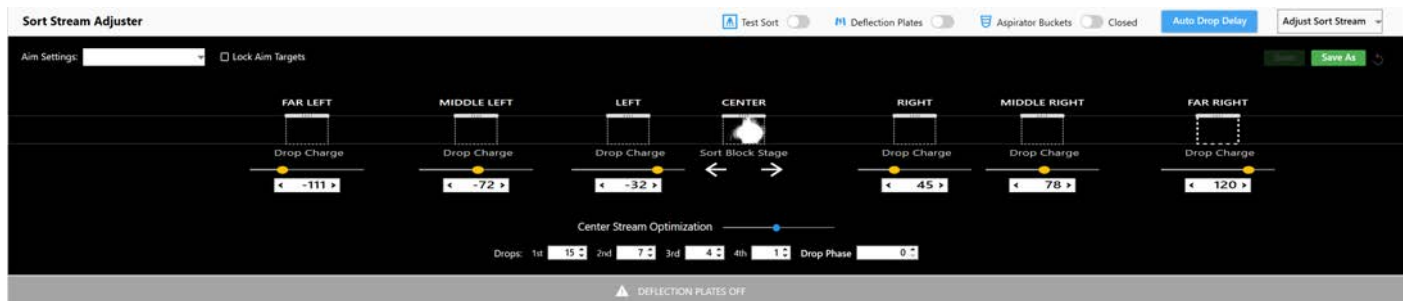 Sort Stream Adjuster Test Sort Deflection Plates Aspirator Buckets Closed Auto Drop Delay Adjust Sort Stream
Aim Settings: Lock Aim Targets Save As
FAR LEFT MIDDLE LEFT LEFT CENTER RIGHT MIDDLE RIGHT FAR RIGHT
Drop Charge Drop Charge Drop Charge Sort Block Stage Drop Charge Drop Charge Drop Charge
-111 -72 -32 45 78 120
Center Stream Optimization
Drops: 1st 15 2nd 7 3rd 4 4th 1 Drop Phase 0
DEFLECTION PLATES OFF